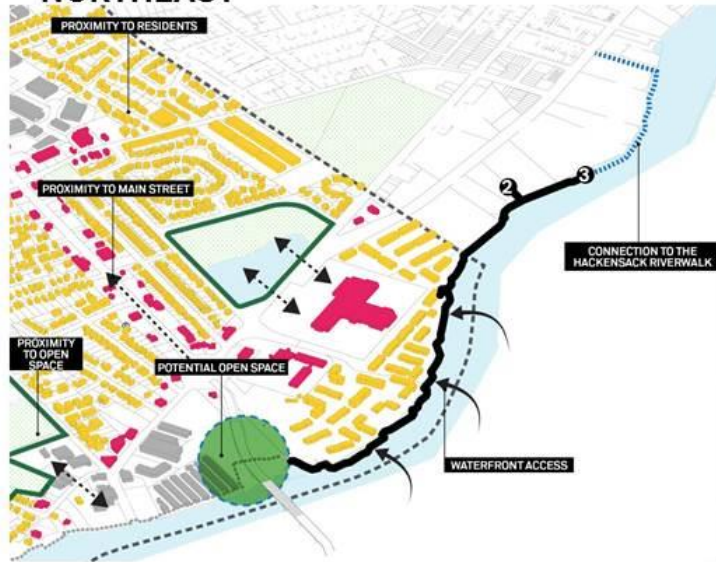 NORTHEAST
PROXIMITY TO RESIDENTS
PROXIMITY TO MAIN STREET
2
3
CONNECTION TO THE
HACKENSACK RIVERWALK
PROXIMITY
TO OPEN
SPACE
POTENTIAL OPEN SPACE
WATERFRONT ACCESS